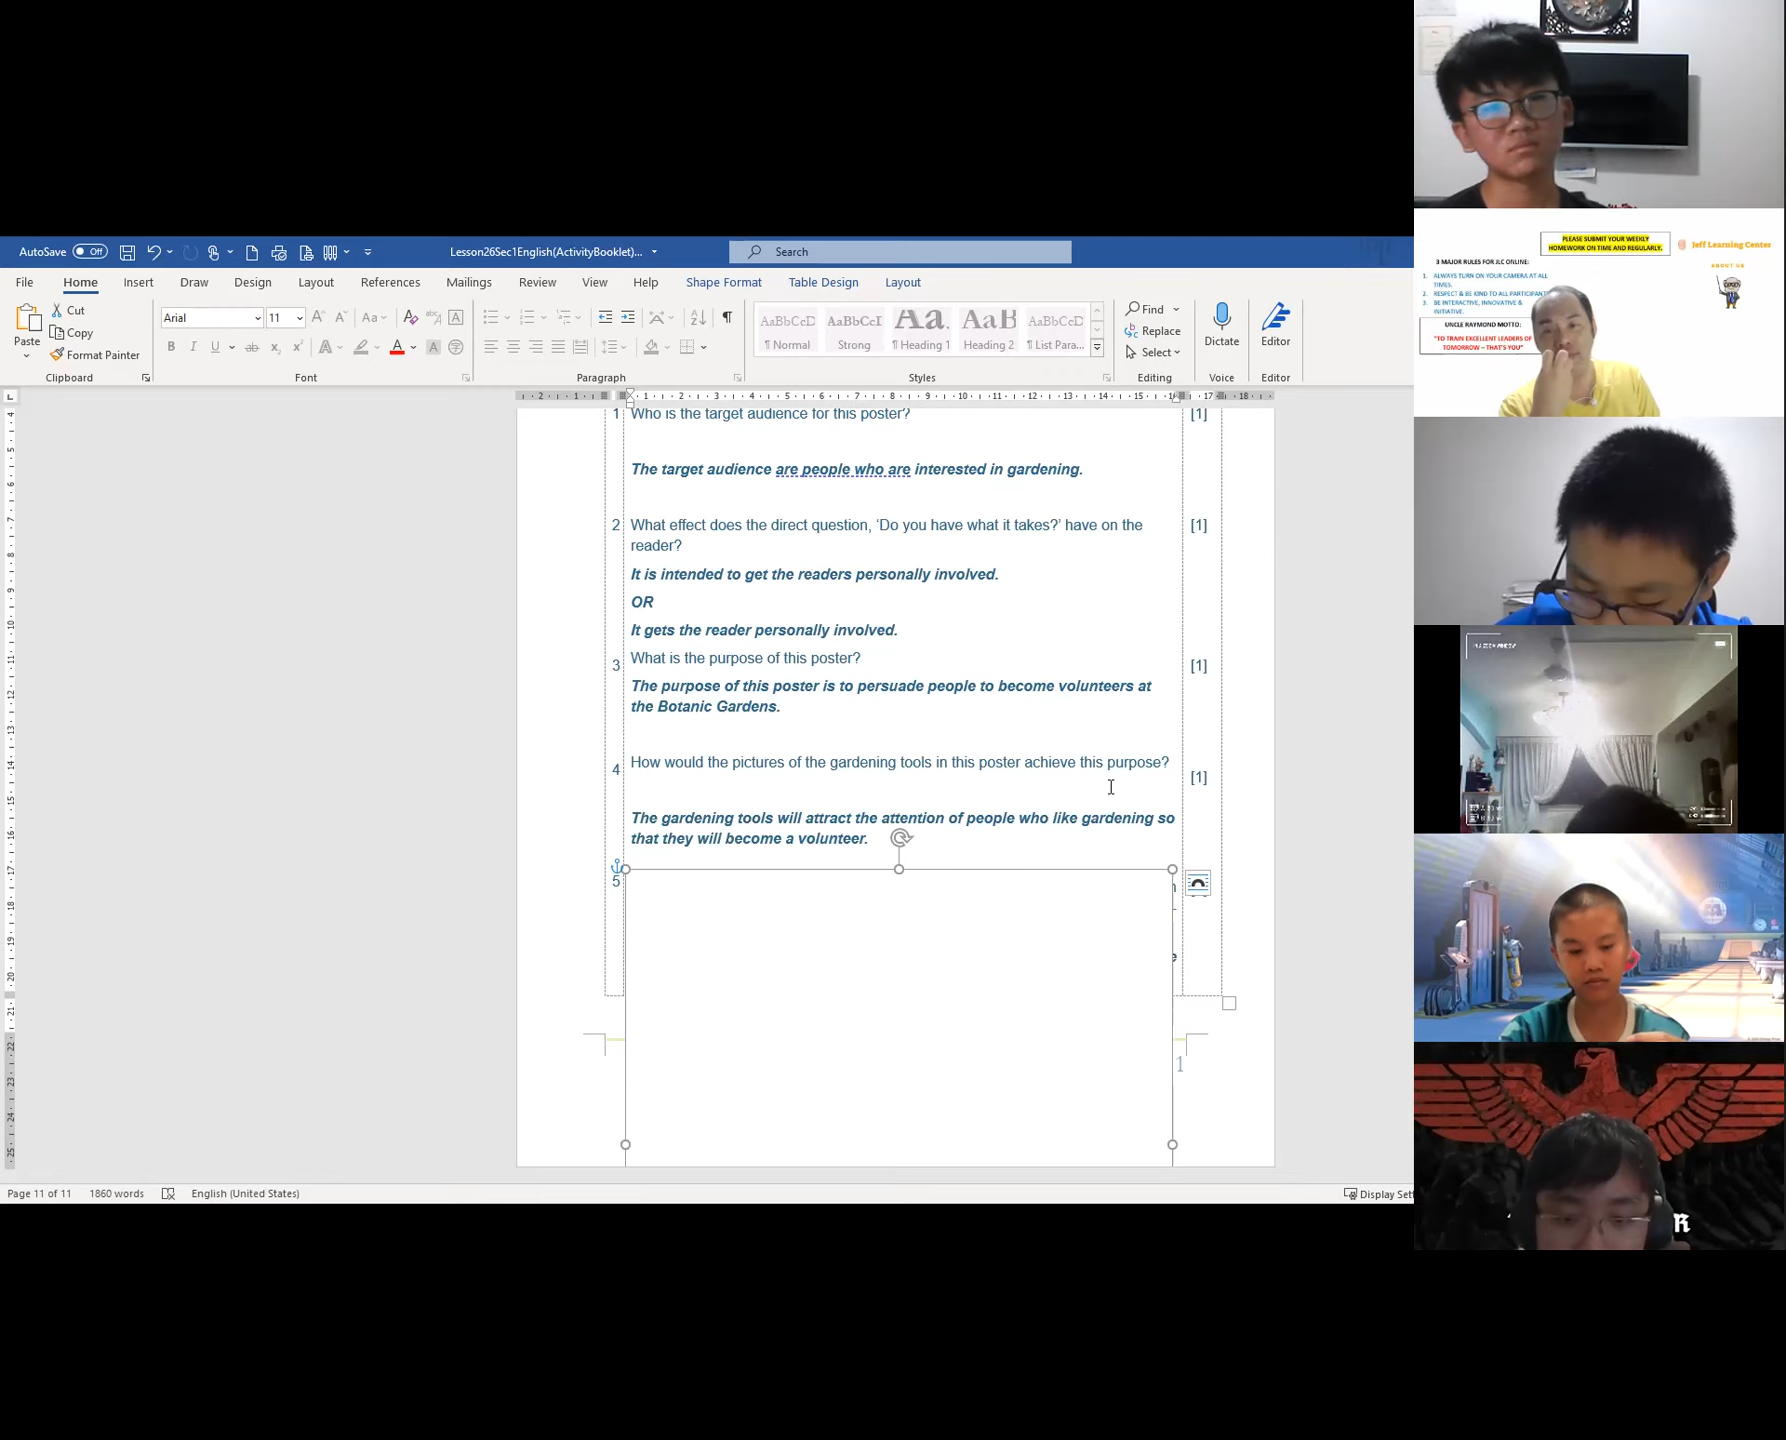 AutoSave Off
Lesson26Sec1English(ActivityBooklet)...
Search
File Home Insert Draw Design Layout References Mailings Review View Help Shape Format Table Design Layout
Paste
Cut
Copy
Format Painter
Clipboard
Arial 11
Font
Paragraph
AaBbCcD AaBbCcI Aa. AaB AaBbCcD
¶ Normal Strong ¶ Heading 1 Heading 2 ¶ List Para...
Styles
Find
Replace
Select
Editing
Dictate
Voice
Editor
Editor
1 Who is the target audience for this poster? [1]
The target audience are people who are interested in gardening.
2 What effect does the direct question, ‘Do you have what it takes?’ have on the [1]
reader?
It is intended to get the readers personally involved.
OR
It gets the reader personally involved.
3 What is the purpose of this poster? [1]
The purpose of this poster is to persuade people to become volunteers at
the Botanic Gardens.
4 How would the pictures of the gardening tools in this poster achieve this purpose? [1]
The gardening tools will attract the attention of people who like gardening so
that they will become a volunteer.
5
1
Page 11 of 11 1860 words English (United States)
Display Set
PLEASE SUBMIT YOUR WEEKLY
HOMEWORK ON TIME AND REGULARLY.
Jeff Learning Center
ABOUT US
3 MAJOR RULES FOR JLC ONLINE:
1. ALWAYS TURN ON YOUR CAMERA AT ALL
TIMES.
2. RESPECT & BE KIND TO ALL PARTICIPANT
3. BE INTERACTIVE, INNOVATIVE &
INITIATIVE.
UNCLE RAYMOND MOTTO:
"TO TRAIN EXCELLENT LEADERS OF
TOMORROW – THAT'S YOU"